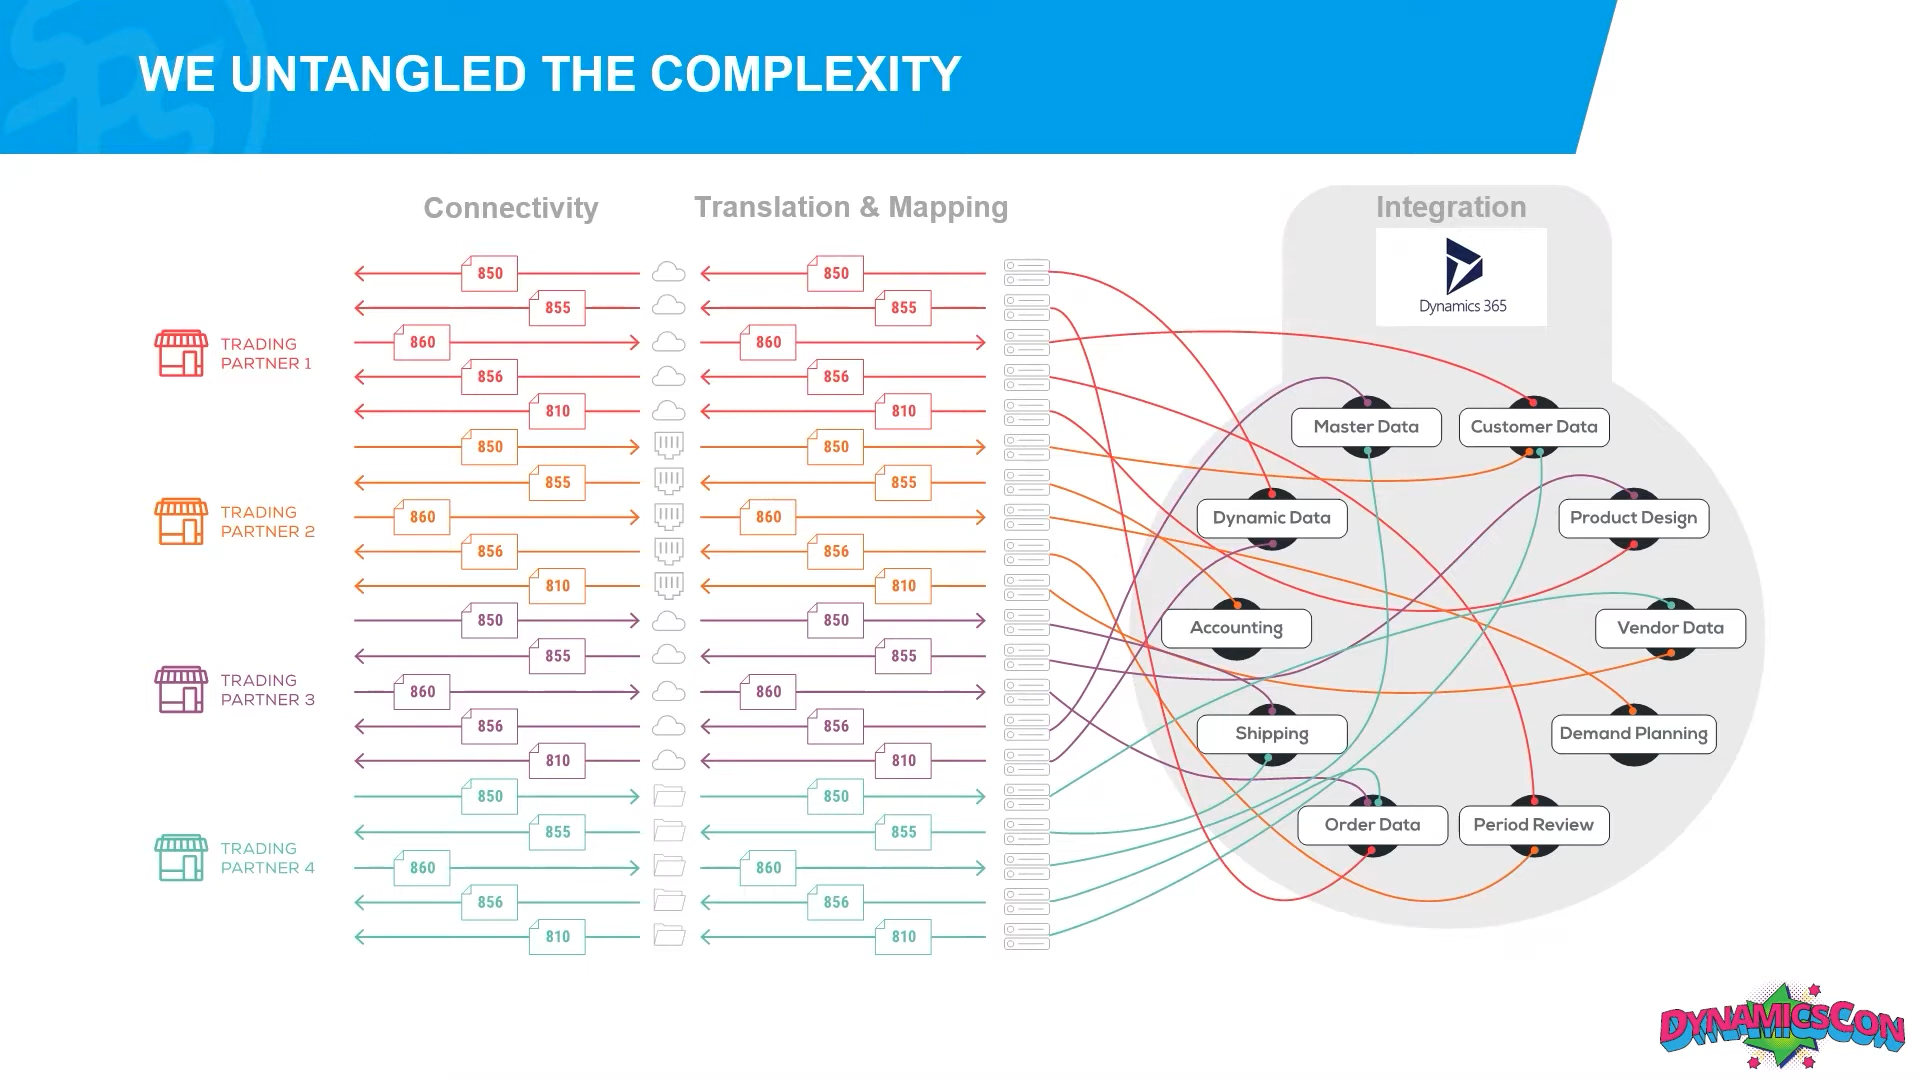 SPS
WE UNTANGLED THE COMPLEXITY
Connectivity
Translation & Mapping
Integration
Dynamics 365
TRADING
PARTNER 1
850 850
855 855
860 860
856 856
810 810
TRADING
PARTNER 2
850 850
855 855
860 860
856 856
810 810
TRADING
PARTNER 3
850 850
855 855
860 860
856 856
810 810
TRADING
PARTNER 4
850 850
855 855
860 860
856 856
810 810
Master Data
Customer Data
Dynamic Data
Product Design
Accounting
Vendor Data
Shipping
Demand Planning
Order Data
Period Review
DYNAMICSCON